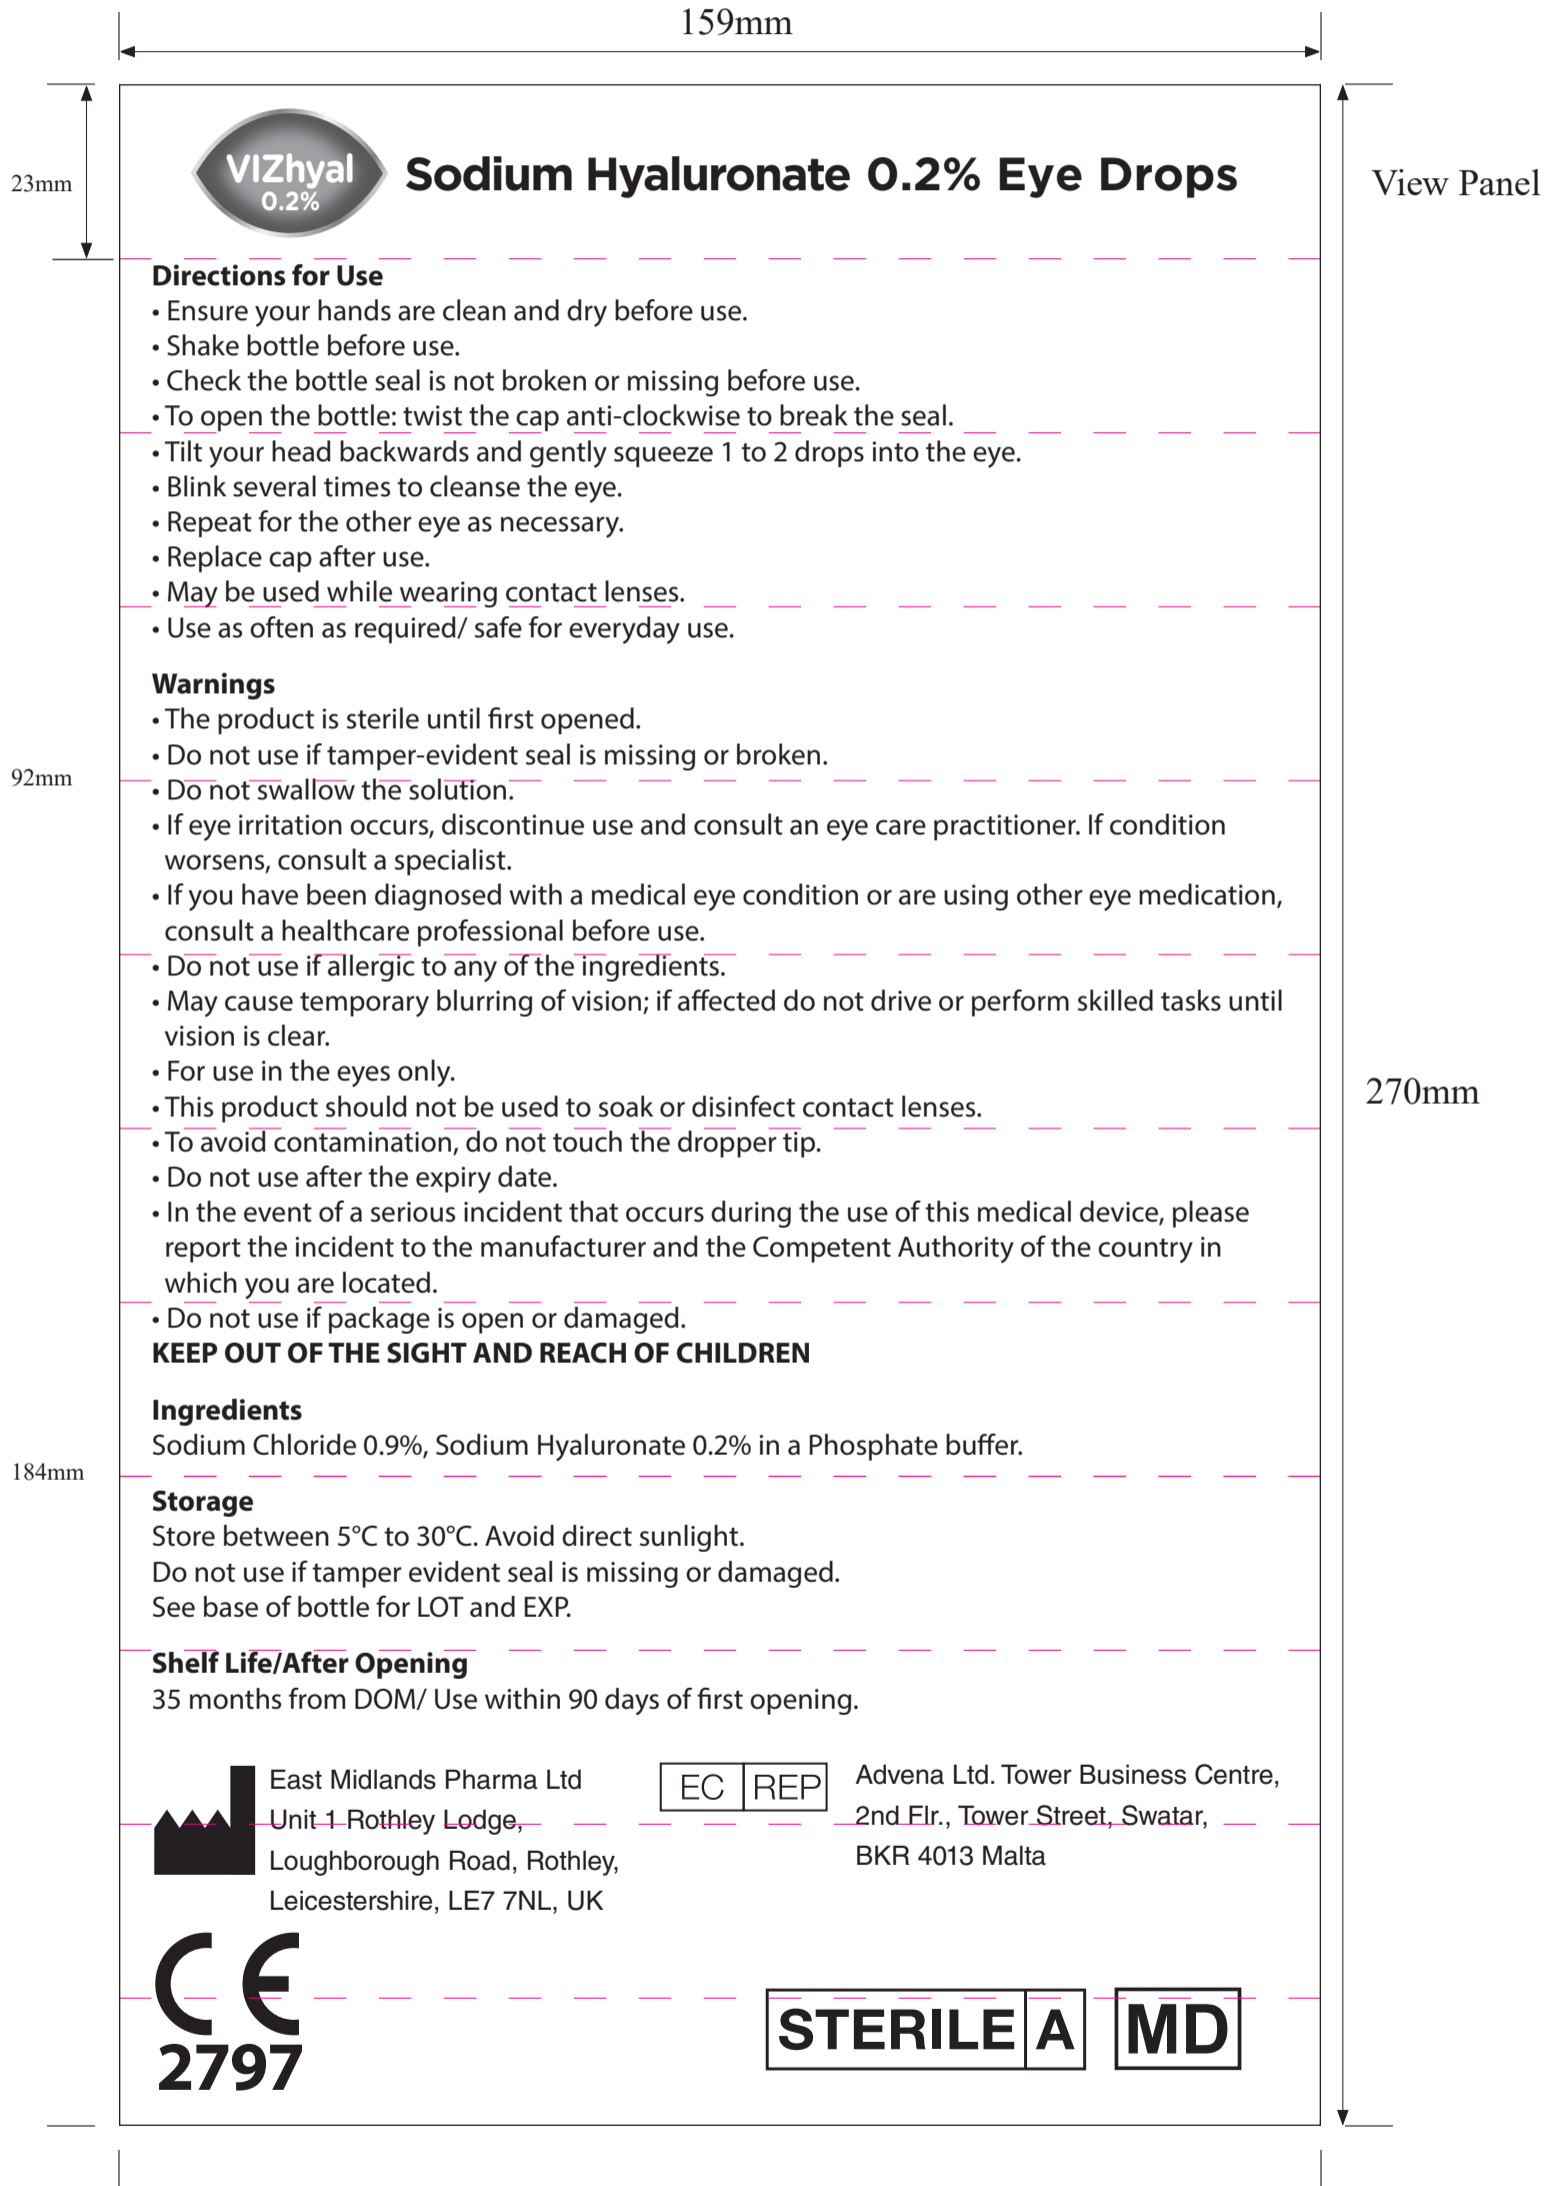 159mm
23mm
VIZhyal
0.2%
Sodium Hyaluronate 0.2% Eye Drops
View Panel
Directions for Use
• Ensure your hands are clean and dry before use.
• Shake bottle before use.
• Check the bottle seal is not broken or missing before use.
• To open the bottle: twist the cap anti-clockwise to break the seal.
• Tilt your head backwards and gently squeeze 1 to 2 drops into the eye.
• Blink several times to cleanse the eye.
• Repeat for the other eye as necessary.
• Replace cap after use.
• May be used while wearing contact lenses.
• Use as often as required/ safe for everyday use.
Warnings
• The product is sterile until first opened.
• Do not use if tamper-evident seal is missing or broken.
92mm
• Do not swallow the solution.
• If eye irritation occurs, discontinue use and consult an eye care practitioner. If condition
worsens, consult a specialist.
• If you have been diagnosed with a medical eye condition or are using other eye medication,
consult a healthcare professional before use.
• Do not use if allergic to any of the ingredients.
• May cause temporary blurring of vision; if affected do not drive or perform skilled tasks until
vision is clear.
• For use in the eyes only.
270mm
• This product should not be used to soak or disinfect contact lenses.
• To avoid contamination, do not touch the dropper tip.
• Do not use after the expiry date.
• In the event of a serious incident that occurs during the use of this medical device, please
report the incident to the manufacturer and the Competent Authority of the country in
which you are located.
• Do not use if package is open or damaged.
KEEP OUT OF THE SIGHT AND REACH OF CHILDREN
Ingredients
Sodium Chloride 0.9%, Sodium Hyaluronate 0.2% in a Phosphate buffer.
184mm
Storage
Store between 5°C to 30°C. Avoid direct sunlight.
Do not use if tamper evident seal is missing or damaged.
See base of bottle for LOT and EXP.
Shelf Life/After Opening
35 months from DOM/ Use within 90 days of first opening.
East Midlands Pharma Ltd
Unit 1 Rothley Lodge,
Loughborough Road, Rothley,
Leicestershire, LE7 7NL, UK
EC REP
Advena Ltd. Tower Business Centre,
2nd Flr., Tower Street, Swatar,
BKR 4013 Malta
CE
2797
STERILE A
MD